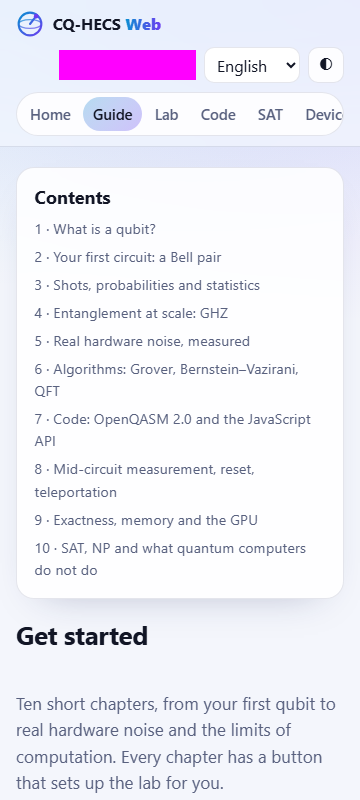 CQ-HECS Web
English
Home Guide Lab Code SAT Devic
Contents
1 · What is a qubit?
2 · Your first circuit: a Bell pair
3 · Shots, probabilities and statistics
4 · Entanglement at scale: GHZ
5 · Real hardware noise, measured
6 · Algorithms: Grover, Bernstein–Vazirani,
QFT
7 · Code: OpenQASM 2.0 and the JavaScript
API
8 · Mid-circuit measurement, reset,
teleportation
9 · Exactness, memory and the GPU
10 · SAT, NP and what quantum computers
do not do
Get started
Ten short chapters, from your first qubit to
real hardware noise and the limits of
computation. Every chapter has a button
that sets up the lab for you.